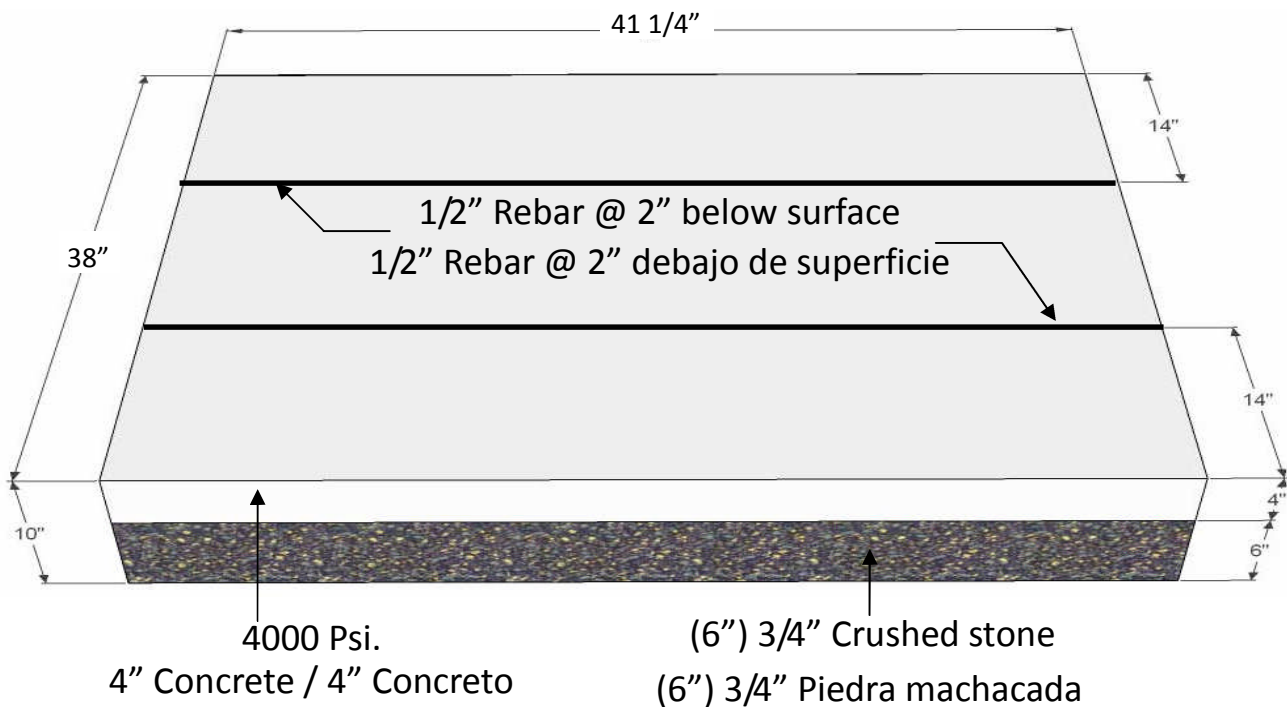 41 1/4”
14”
1/2” Rebar @ 2” below surface
38”
1/2” Rebar @ 2” debajo de superficie
14”
4”
10”
6”
4000 Psi.
4” Concrete / 4” Concreto
(6”) 3/4” Crushed stone
(6”) 3/4” Piedra machacada